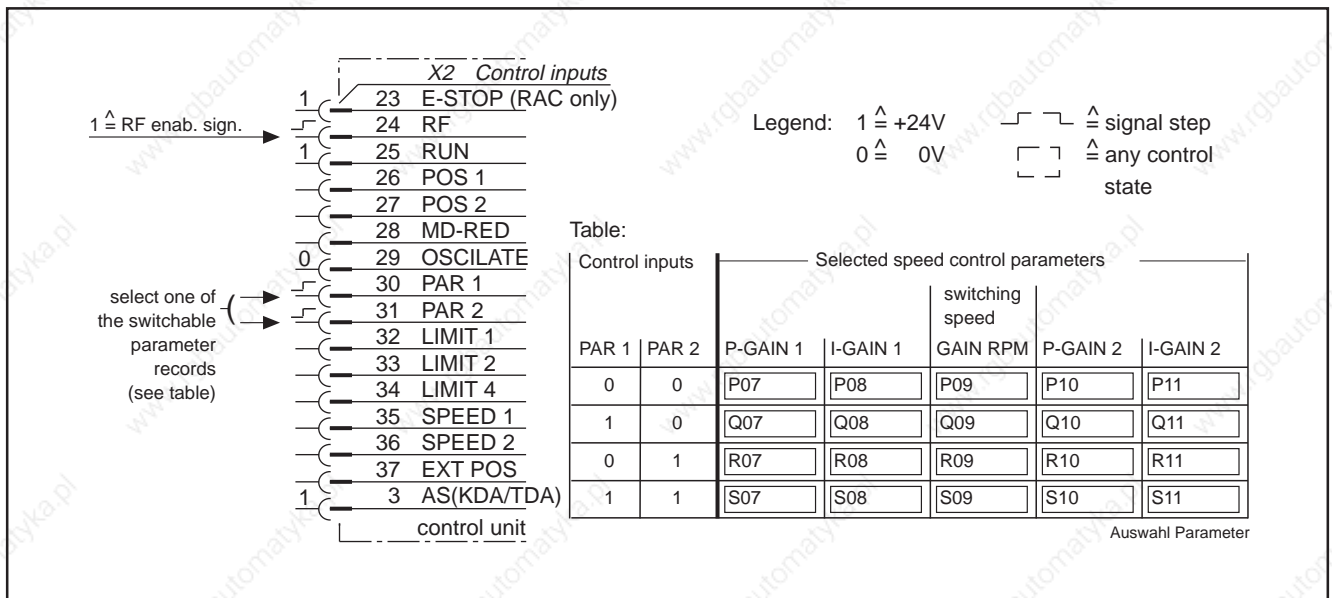 X2 Control inputs
1 23 E-STOP (RAC only)
1 ≙ RF enab. sign. 24 RF
1 25 RUN
26 POS 1
27 POS 2
28 MD-RED
0 29 OSCILATE
30 PAR 1
31 PAR 2
32 LIMIT 1
33 LIMIT 2
34 LIMIT 4
35 SPEED 1
36 SPEED 2
37 EXT POS
1 3 AS(KDA/TDA)
control unit
select one of
the switchable
parameter
records
(see table)
Legend: 1 ≙ +24V ≙ signal step
0 ≙ 0V ≙ any control
state
Table:
Control inputs Selected speed control parameters
switching
speed
PAR 1 PAR 2 P-GAIN 1 I-GAIN 1 GAIN RPM P-GAIN 2 I-GAIN 2
0 0 P07 P08 P09 P10 P11
1 0 Q07 Q08 Q09 Q10 Q11
0 1 R07 R08 R09 R10 R11
1 1 S07 S08 S09 S10 S11
Auswahl Parameter
www.rgbautomatyka.pl